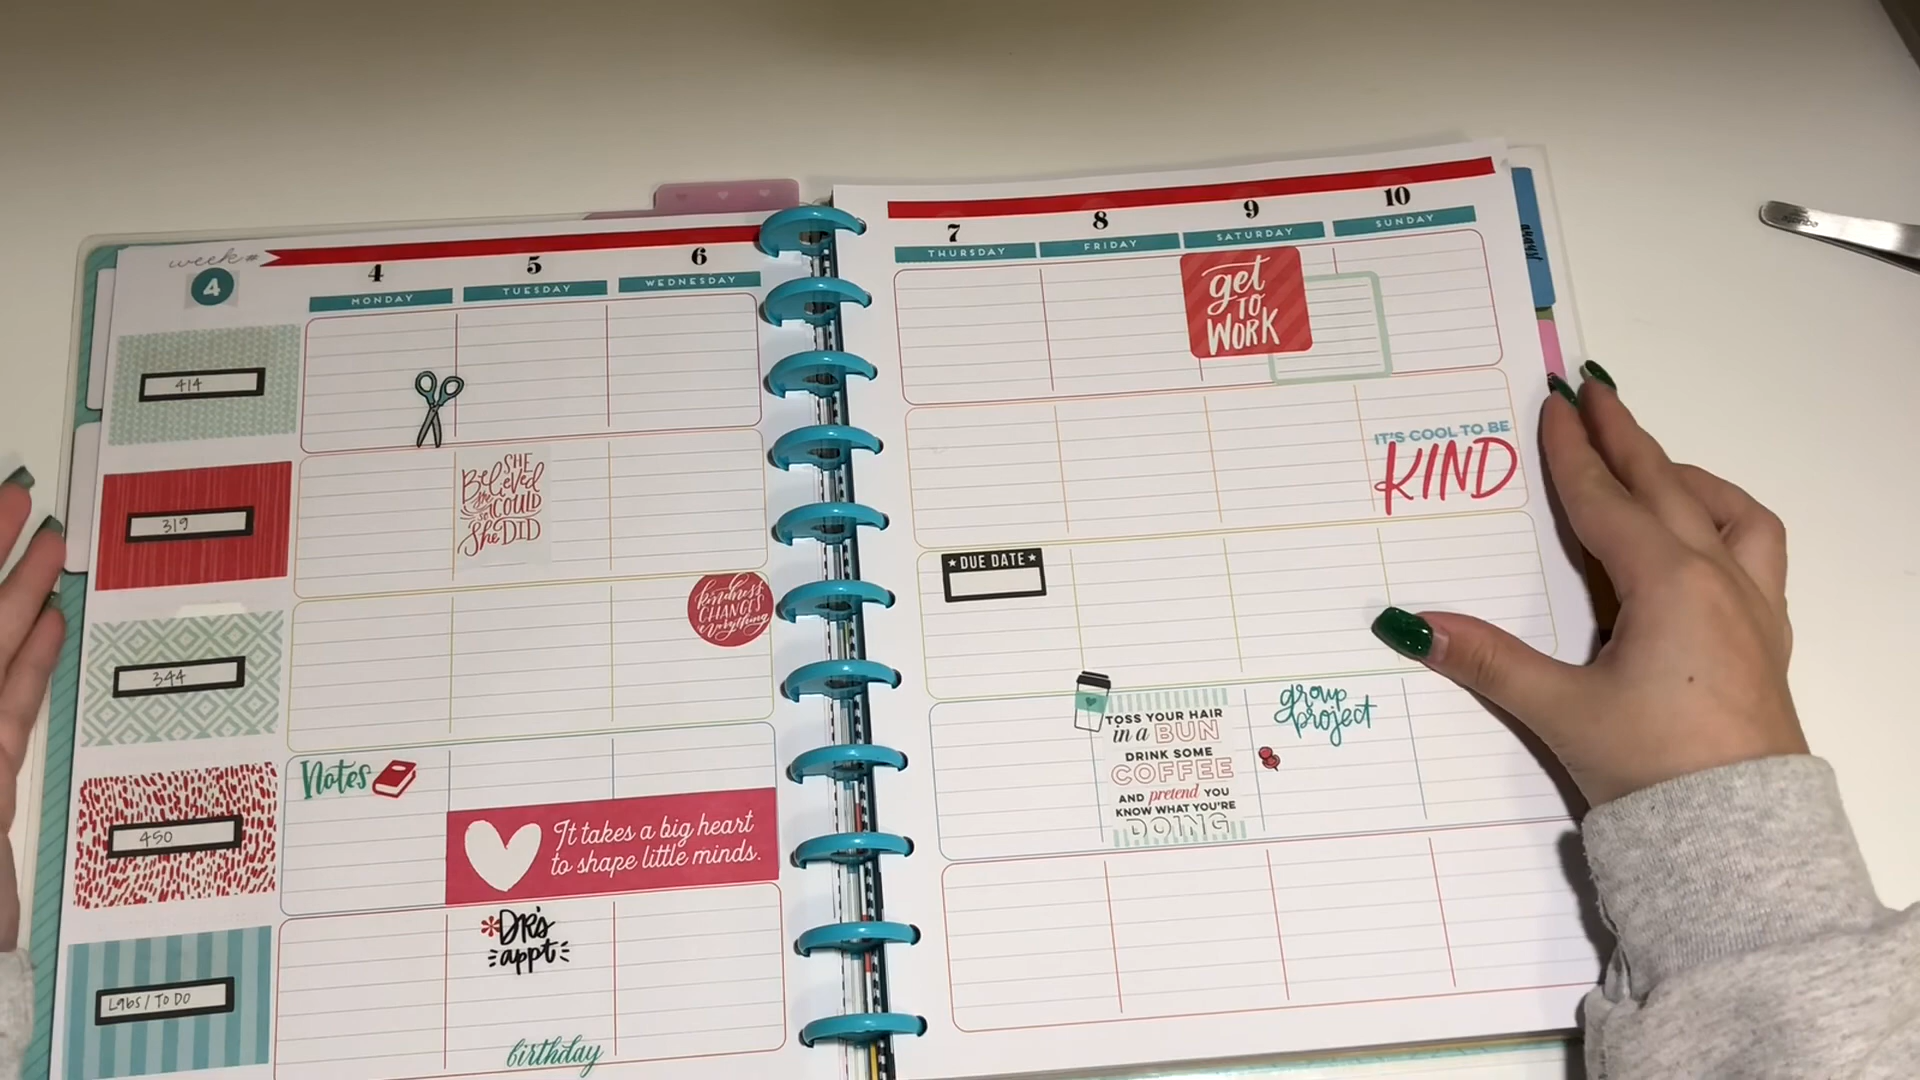 week #
4
4
5
6
MONDAY
TUESDAY
WEDNESDAY
7
8
9
10
THURSDAY
FRIDAY
SATURDAY
SUNDAY
414
319
344
450
Labs / TO DO
SHE
Believed
she
COULD
so
She DID
kindness
CHANGES
everything
Notes
It takes a big heart
to shape little minds.
*DR's
appt
birthday
get
TO
WORK
IT'S COOL TO BE
KIND
★ DUE DATE ★
TOSS YOUR HAIR
in a BUN
DRINK SOME
COFFEE
AND pretend YOU
KNOW WHAT YOU'RE
DOING
group
project